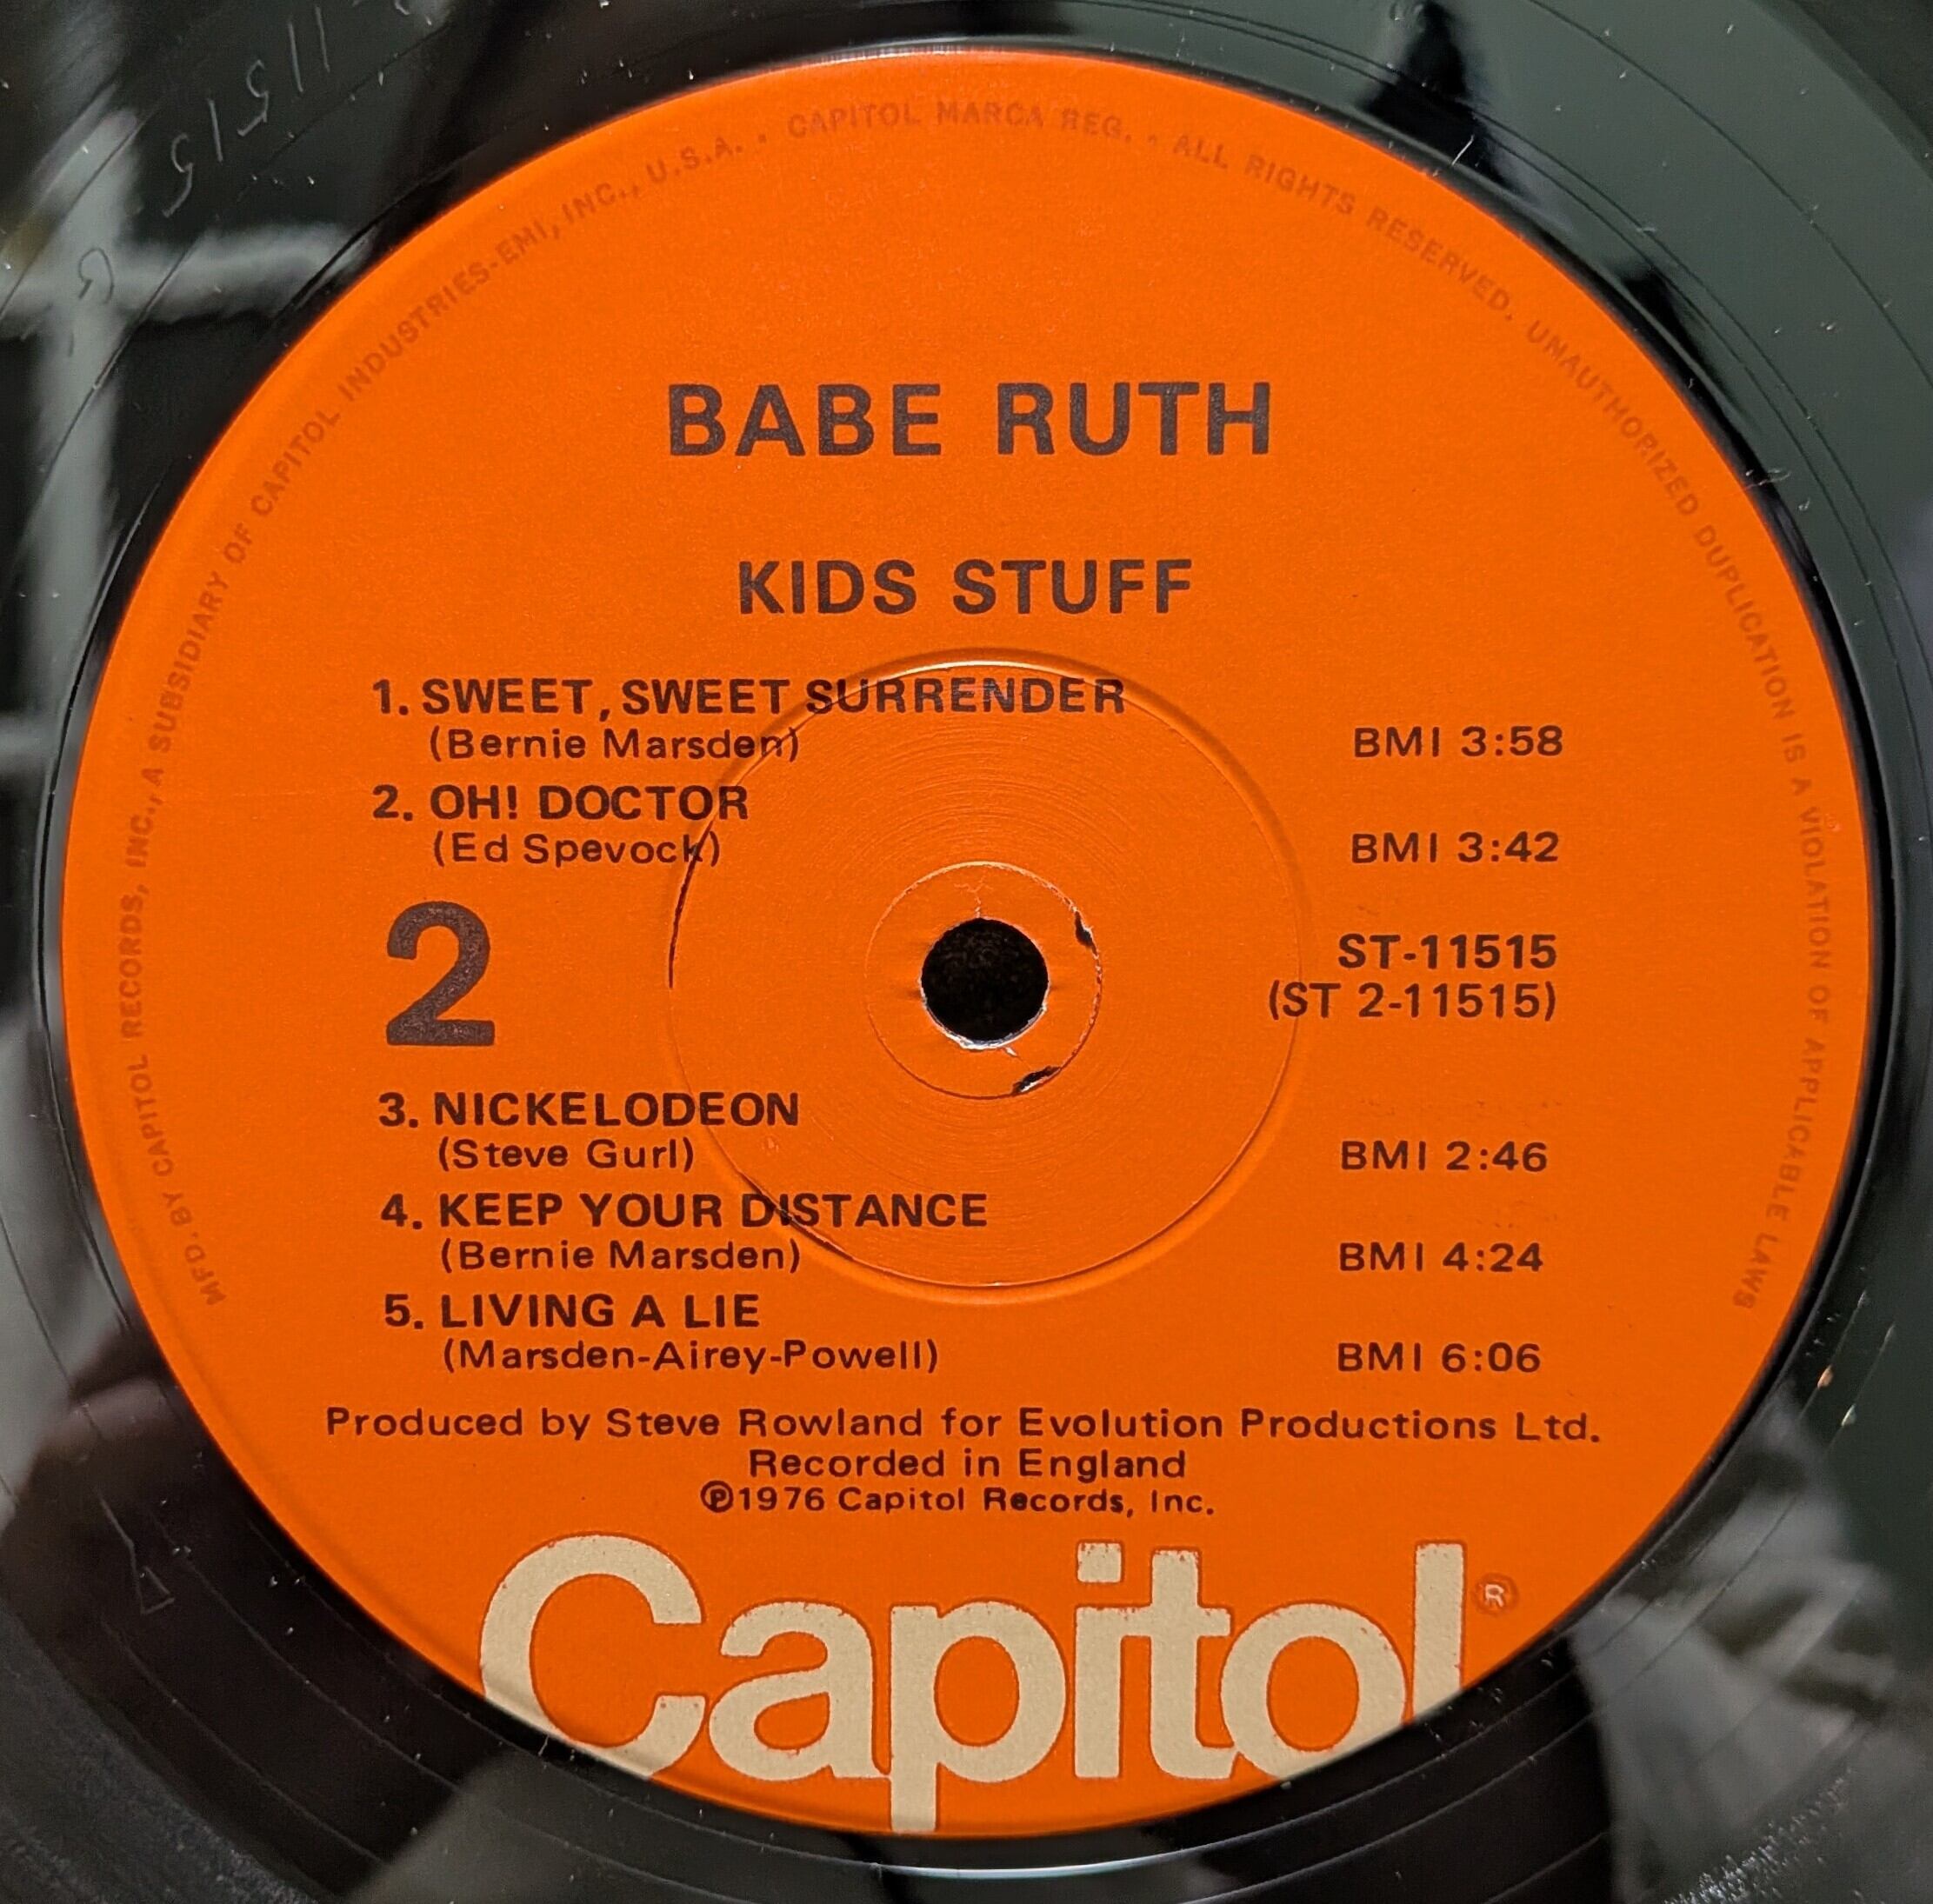 11515
MFD. BY CAPITOL RECORDS, INC., A SUBSIDIARY OF CAPITOL INDUSTRIES-EMI, INC., U.S.A. • CAPITOL MARCA REG. • ALL RIGHTS RESERVED. UNAUTHORIZED DUPLICATION IS A VIOLATION OF APPLICABLE LAWS
BABE RUTH
KIDS STUFF
1. SWEET, SWEET SURRENDER
(Bernie Marsden) BMI 3:58
2. OH! DOCTOR
(Ed Spevock) BMI 3:42
2
ST-11515
(ST 2-11515)
3. NICKELODEON
(Steve Gurl) BMI 2:46
4. KEEP YOUR DISTANCE
(Bernie Marsden) BMI 4:24
5. LIVING A LIE
(Marsden-Airey-Powell) BMI 6:06
Produced by Steve Rowland for Evolution Productions Ltd.
Recorded in England
℗1976 Capitol Records, Inc.
Capitol®